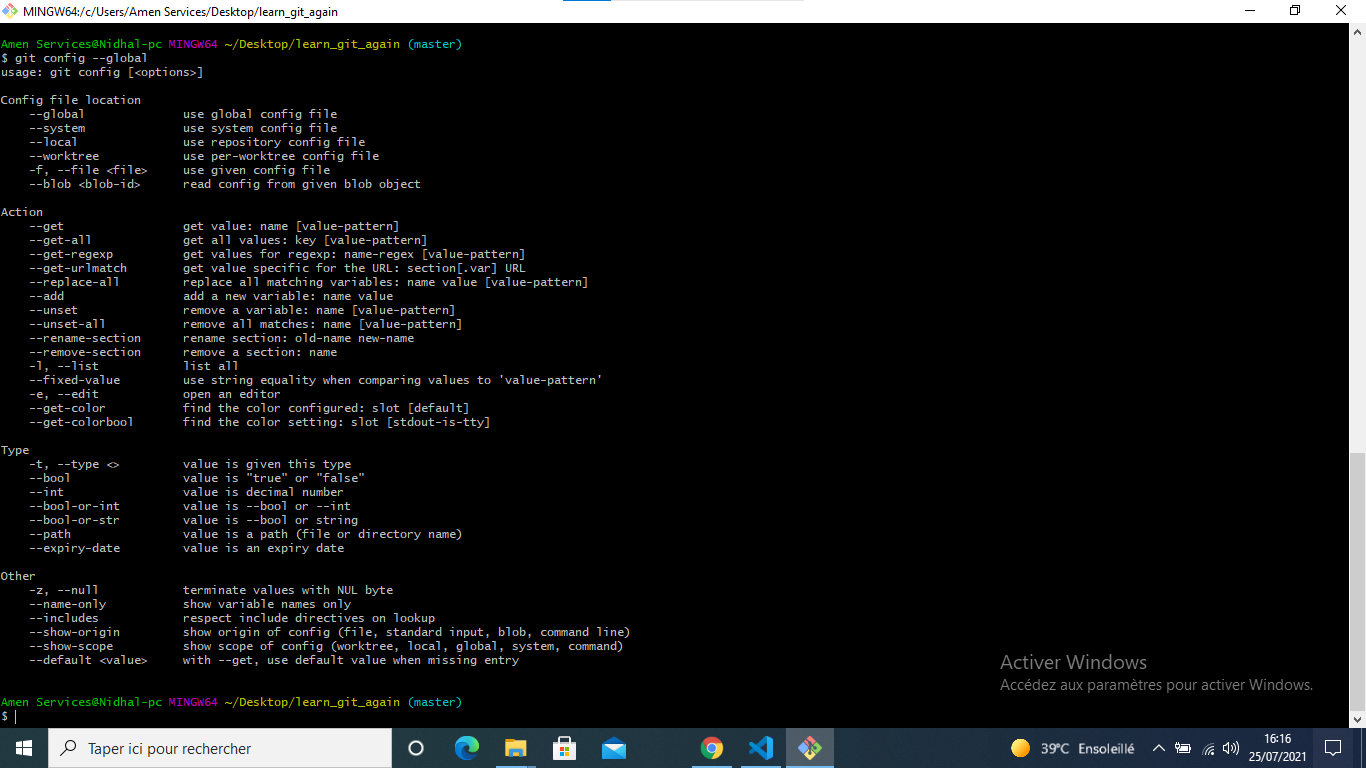 MINGW64:/c/Users/Amen Services/Desktop/learn_git_again
Amen Services@Nidhal-pc MINGW64 ~/Desktop/learn_git_again (master)
$ git config --global
usage: git config [<options>]
Config file location
--global use global config file
--system use system config file
--local use repository config file
--worktree use per-worktree config file
-f, --file <file> use given config file
--blob <blob-id> read config from given blob object
Action
--get get value: name [value-pattern]
--get-all get all values: key [value-pattern]
--get-regexp get values for regexp: name-regex [value-pattern]
--get-urlmatch get value specific for the URL: section[.var] URL
--replace-all replace all matching variables: name value [value-pattern]
--add add a new variable: name value
--unset remove a variable: name [value-pattern]
--unset-all remove all matches: name [value-pattern]
--rename-section rename section: old-name new-name
--remove-section remove a section: name
-l, --list list all
--fixed-value use string equality when comparing values to 'value-pattern'
-e, --edit open an editor
--get-color find the color configured: slot [default]
--get-colorbool find the color setting: slot [stdout-is-tty]
Type
-t, --type <> value is given this type
--bool value is "true" or "false"
--int value is decimal number
--bool-or-int value is --bool or --int
--bool-or-str value is --bool or string
--path value is a path (file or directory name)
--expiry-date value is an expiry date
Other
-z, --null terminate values with NUL byte
--name-only show variable names only
--includes respect include directives on lookup
--show-origin show origin of config (file, standard input, blob, command line)
--show-scope show scope of config (worktree, local, global, system, command)
--default <value> with --get, use default value when missing entry
Amen Services@Nidhal-pc MINGW64 ~/Desktop/learn_git_again (master)
$
Activer Windows
Accédez aux paramètres pour activer Windows.
Taper ici pour rechercher
39°C Ensoleillé
16:16
25/07/2021